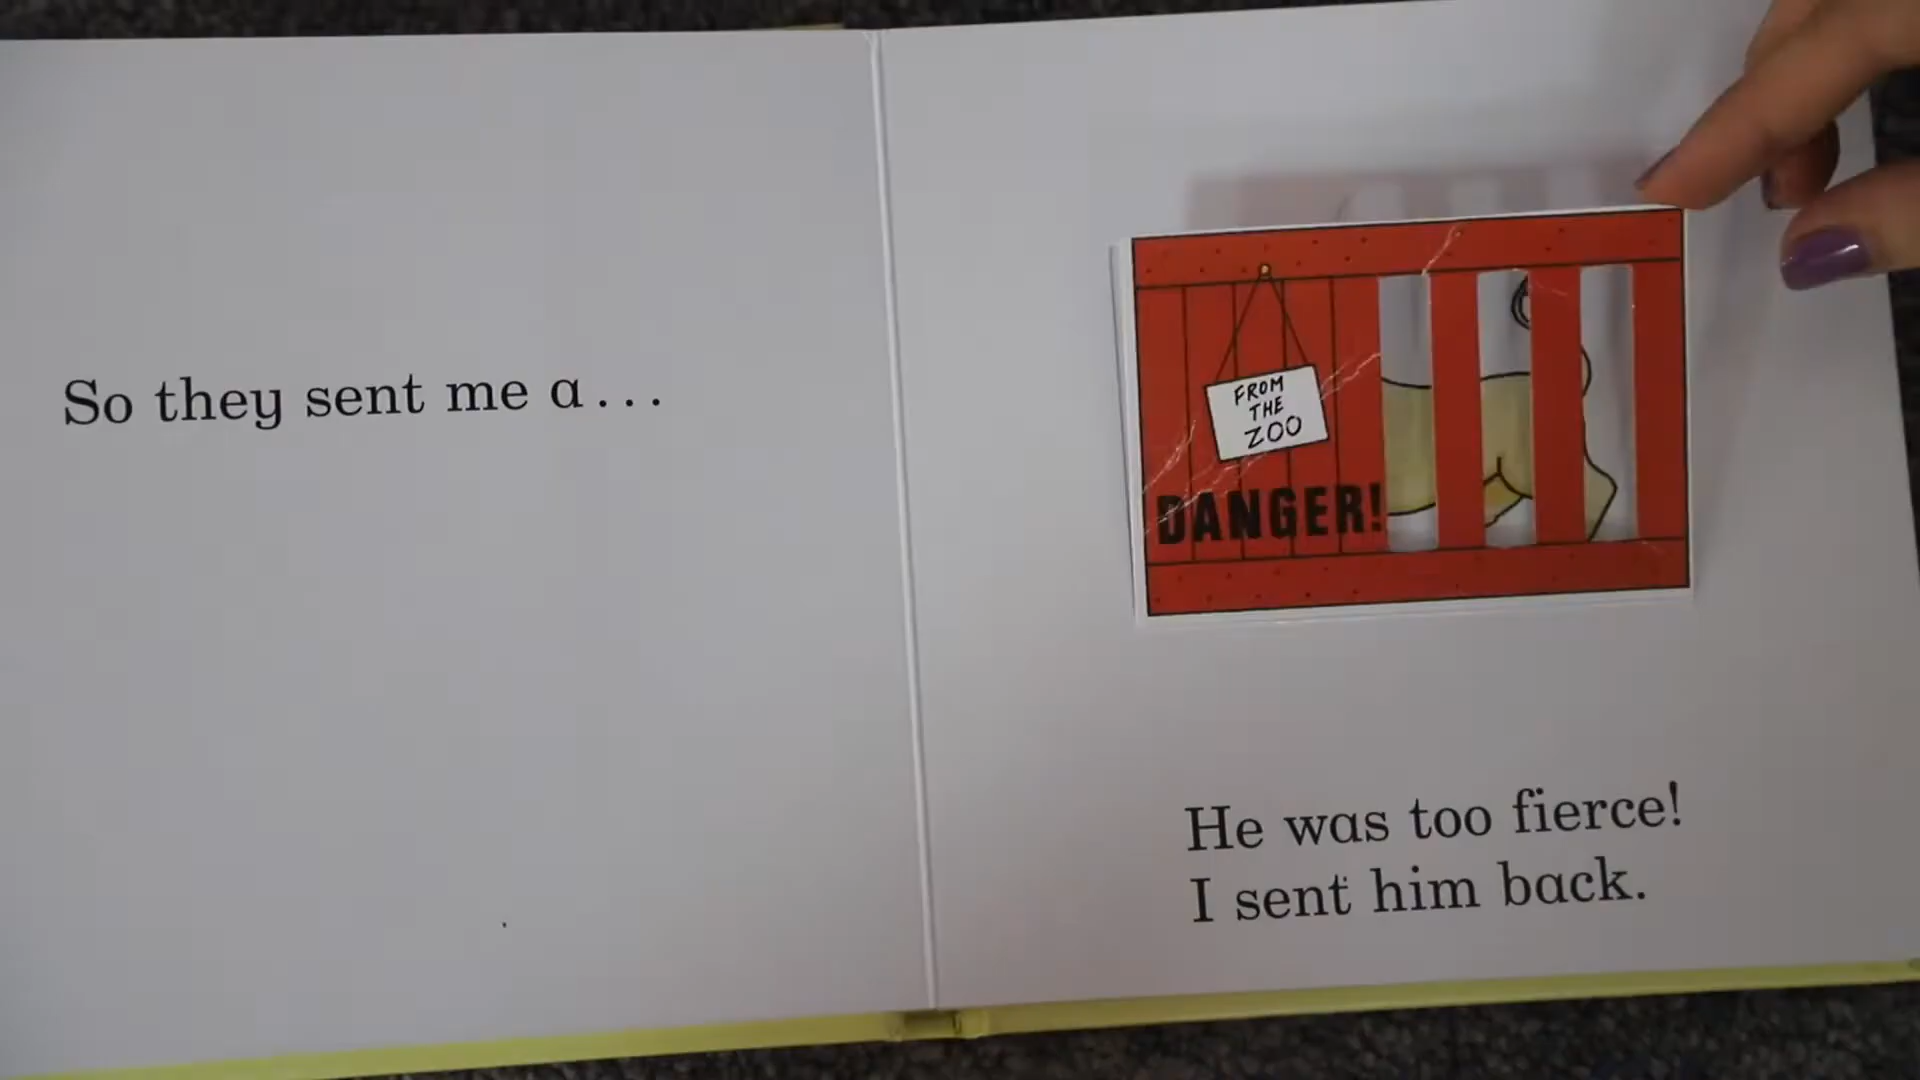 So they sent me a...
FROM
THE
ZOO
DANGER!
He was too fierce!
I sent him back.